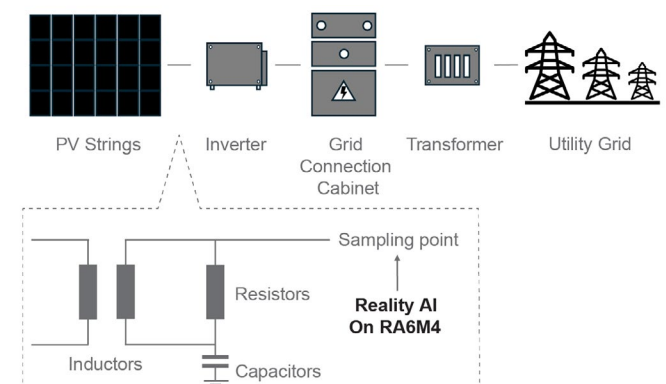 PV Strings
Inverter
Grid
Connection
Cabinet
Transformer
Utility Grid
Sampling point
Resistors
Reality AI
On RA6M4
Inductors
Capacitors